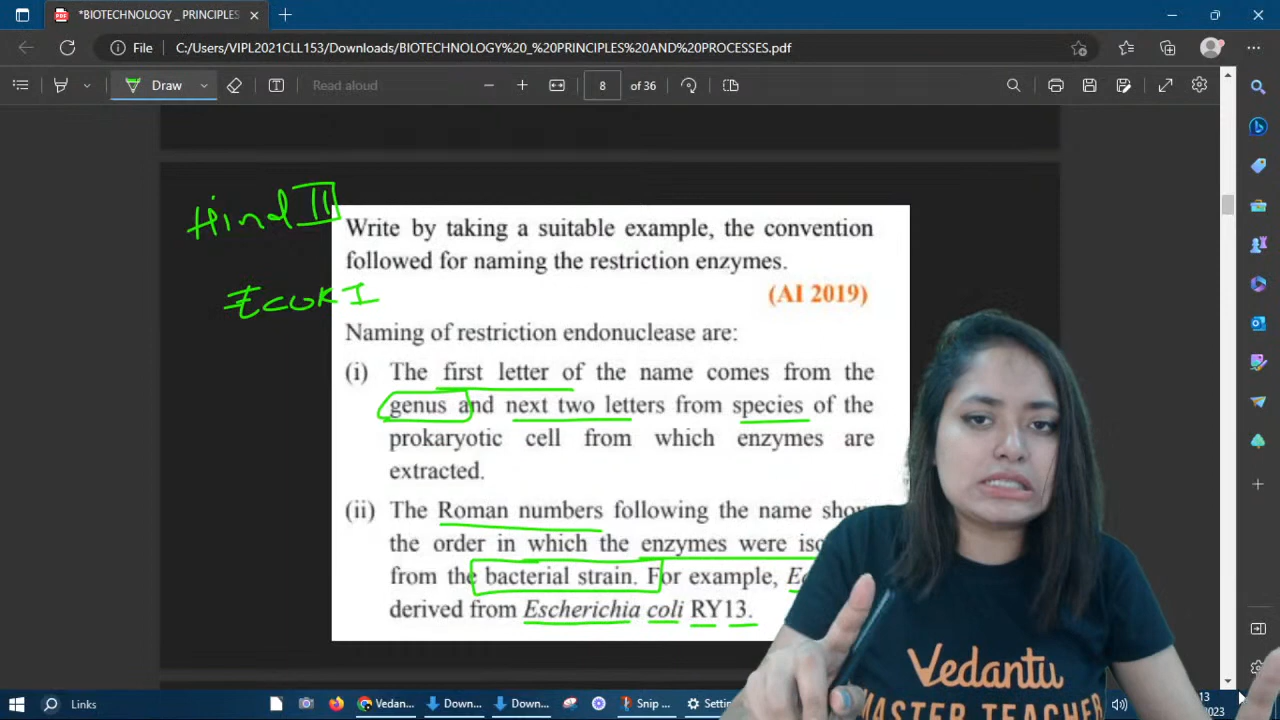 *BIOTECHNOLOGY _ PRINCIPLES
File C:/Users/VIPL2021CLL153/Downloads/BIOTECHNOLOGY%20_%20PRINCIPLES%20AND%20PROCESSES.pdf
Draw Read aloud 8 of 36
Hind II
Write by taking a suitable example, the convention
followed for naming the restriction enzymes.
EcoRI
(AI 2019)
Naming of restriction endonuclease are:
(i) The first letter of the name comes from the
genus and next two letters from species of the
prokaryotic cell from which enzymes are
extracted.
(ii) The Roman numbers following the name show
the order in which the enzymes were iso
from the bacterial strain. For example,
derived from Escherichia coli RY13.
Vedantu
MASTER TEACHER
Links Vedan... Down... Down... Snip ... Settin